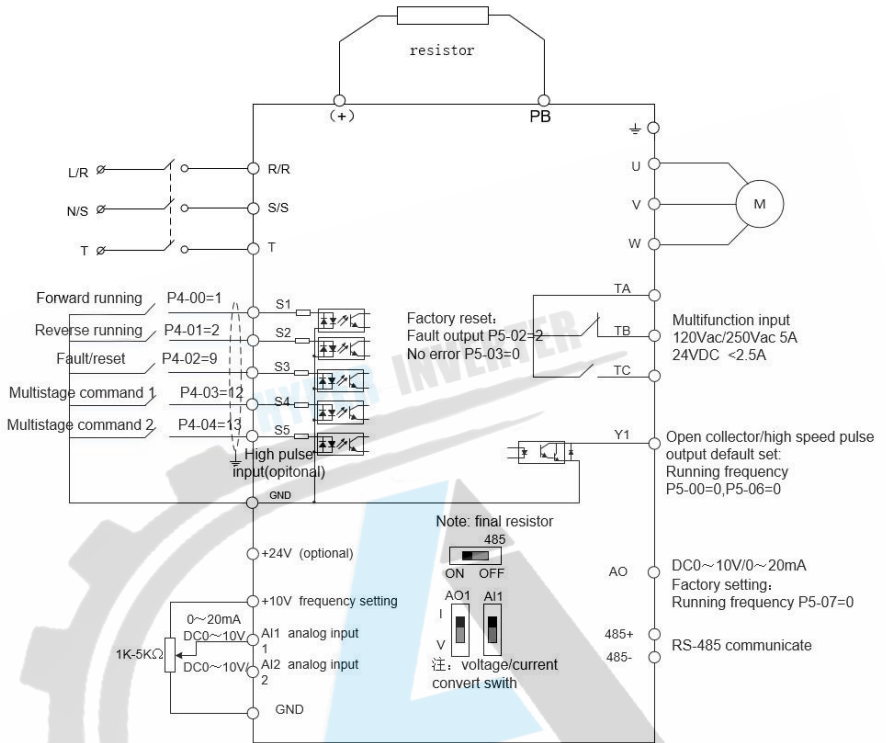 resistor
(+)
PB
L/R
R/R
U
N/S
S/S
V
M
T
T
W
Forward running P4-00=1
S1
Reverse running P4-01=2
S2
Fault/reset P4-02=9
S3
Multistage command 1 P4-03=12
S4
Multistage command 2 P4-04=13
S5
High pulse
input(opitonal)
GND
Factory reset：
Fault output P5-02=2
No error P5-03=0
TA
TB
TC
Multifunction input
120Vac/250Vac 5A
24VDC <2.5A
HYPER INVERTER
Y1
Open collector/high speed pulse
output default set:
Running frequency
P5-00=0,P5-06=0
Note: final resistor
485
ON OFF
+24V (optional)
AO
DC0～10V/0～20mA
Factory setting：
Running frequency P5-07=0
+10V frequency setting
AO1 AI1
I
V
注：voltage/current
convert swith
0～20mA
DC0～10V
AI1 analog input
1
1K-5KΩ
DC0～10V/
AI2 analog input
2
GND
485+
485-
RS-485 communicate